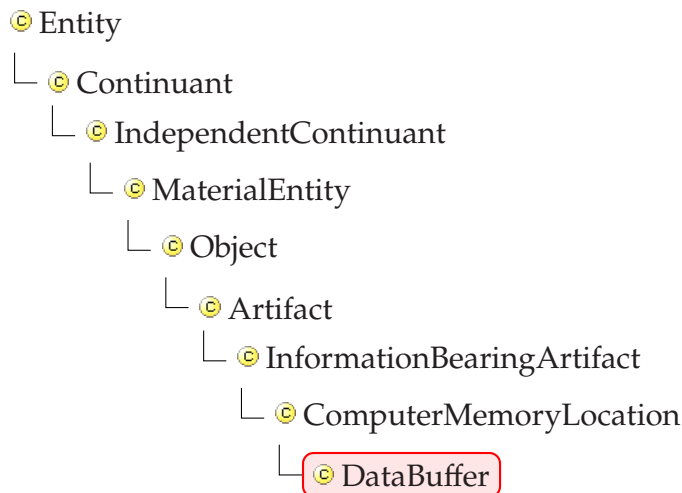 Entity
Continuant
IndependentContinuant
MaterialEntity
Object
Artifact
InformationBearingArtifact
ComputerMemoryLocation
DataBuffer